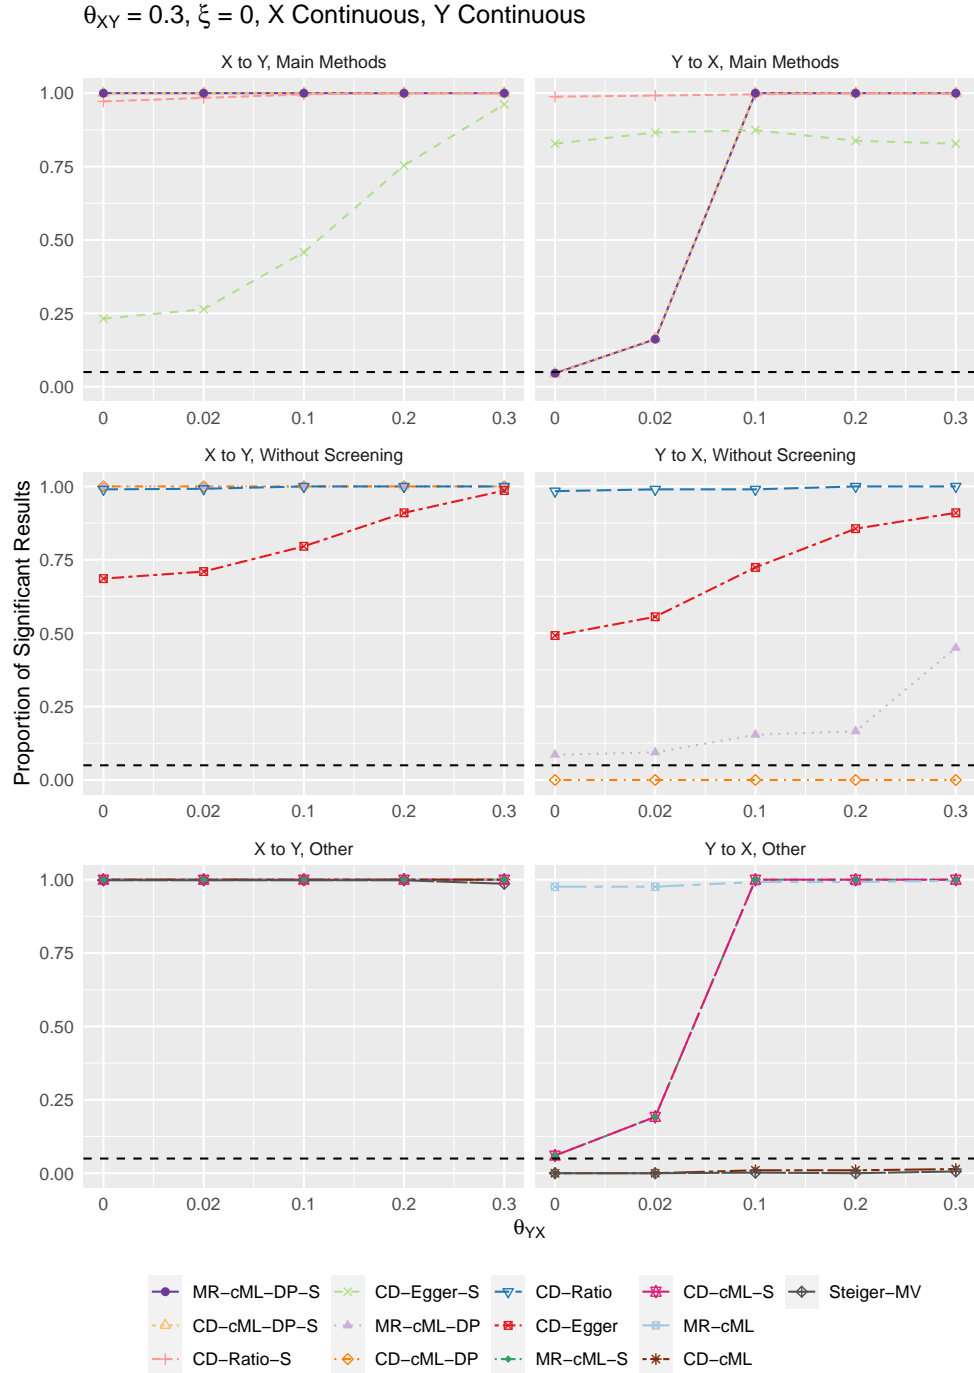 θXY = 0.3, ξ = 0, X Continuous, Y Continuous
X to Y, Main Methods
Y to X, Main Methods
1.00
0.75
0.50
0.25
0.00
0 0.02 0.1 0.2 0.3
0 0.02 0.1 0.2 0.3
X to Y, Without Screening
Y to X, Without Screening
Proportion of Significant Results
1.00
0.75
0.50
0.25
0.00
0 0.02 0.1 0.2 0.3
0 0.02 0.1 0.2 0.3
X to Y, Other
Y to X, Other
1.00
0.75
0.50
0.25
0.00
0 0.02 0.1 0.2 0.3
0 0.02 0.1 0.2 0.3
θYX
MR−cML−DP−S
CD−Egger−S
CD−Ratio
CD−cML−S
Steiger−MV
CD−cML−DP−S
MR−cML−DP
CD−Egger
MR−cML
CD−Ratio−S
CD−cML−DP
MR−cML−S
CD−cML